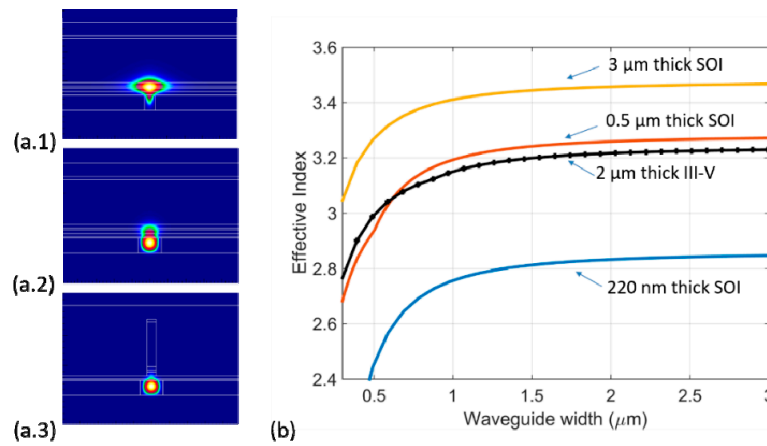 (a.1)
(a.2)
(a.3)
(b)
Effective Index
3.6
3.4
3.2
3
2.8
2.6
2.4
3 µm thick SOI
0.5 µm thick SOI
2 µm thick III-V
220 nm thick SOI
0.5
1
1.5
2
2.5
3
Waveguide width (µm)